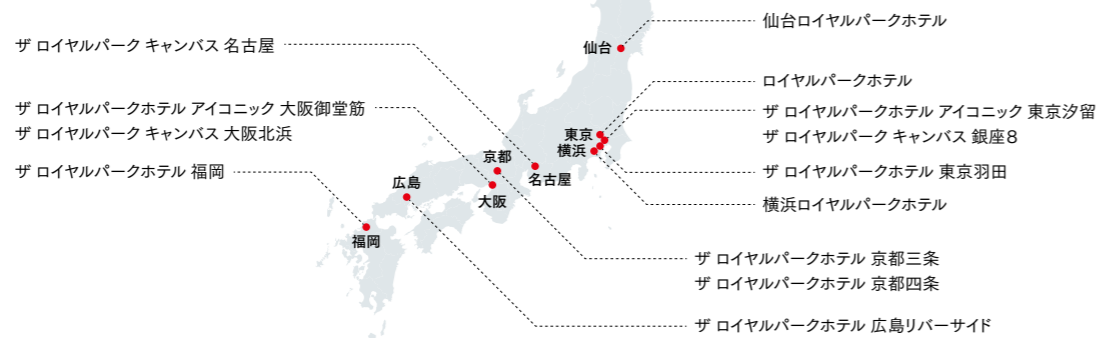 仙台ロイヤルパークホテル
ザ ロイヤルパーク キャンバス 名古屋
仙台
ロイヤルパークホテル
ザ ロイヤルパークホテル アイコニック 大阪御堂筋
ザ ロイヤルパークホテル アイコニック 東京汐留
ザ ロイヤルパーク キャンバス 大阪北浜
東京
ザ ロイヤルパーク キャンバス 銀座8
横浜
京都
ザ ロイヤルパークホテル 福岡
名古屋
ザ ロイヤルパークホテル 東京羽田
広島
大阪
横浜ロイヤルパークホテル
福岡
ザ ロイヤルパークホテル 京都三条
ザ ロイヤルパークホテル 京都四条
ザ ロイヤルパークホテル 広島リバーサイド